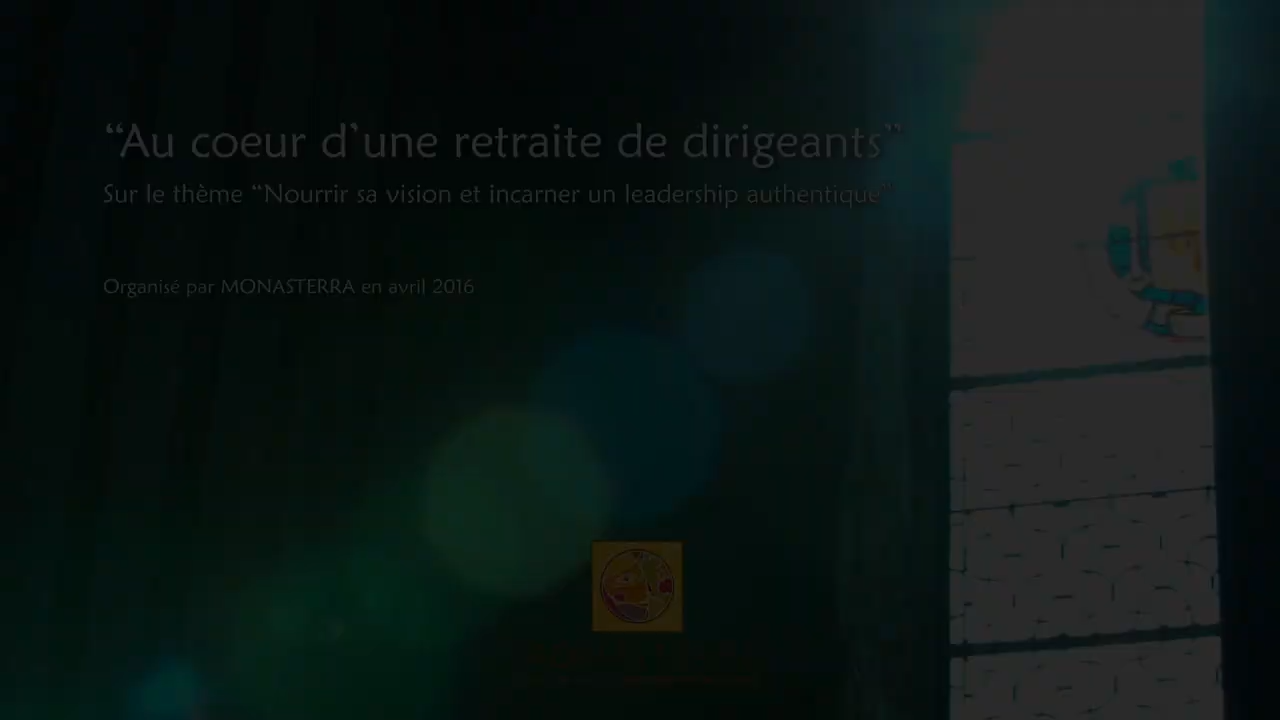 “Au coeur d’une retraite de dirigeants”
Sur le thème “Nourrir sa vision et incarner un leadership authentique”
Organisé par MONASTERRA en avril 2016